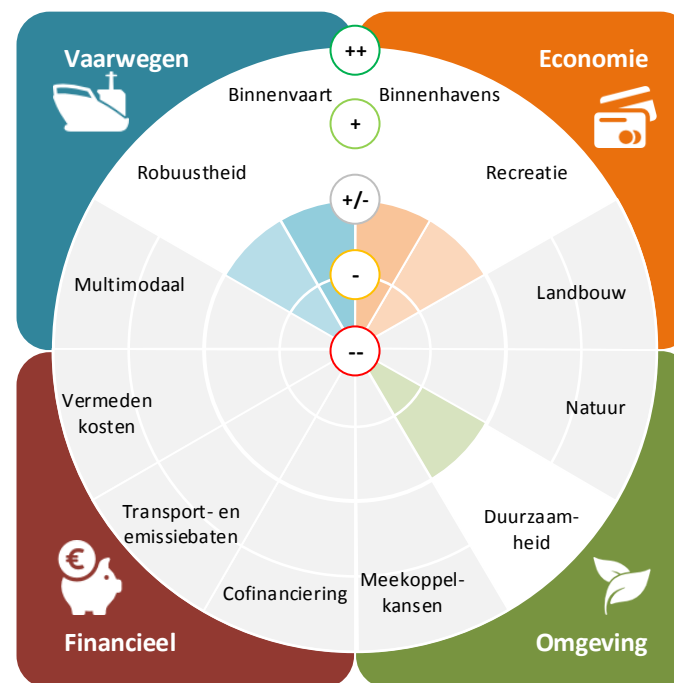 Vaarwegen
++
Economie
Binnenvaart
Binnenhavens
+
Robuustheid
Recreatie
+/-
Multimodaal
-
Landbouw
--
Vermeden
kosten
Natuur
Transport- en
emissiebaten
Duurzaam-
heid
€
Cofinanciering
Meekoppel-
kansen
Financieel
Omgeving